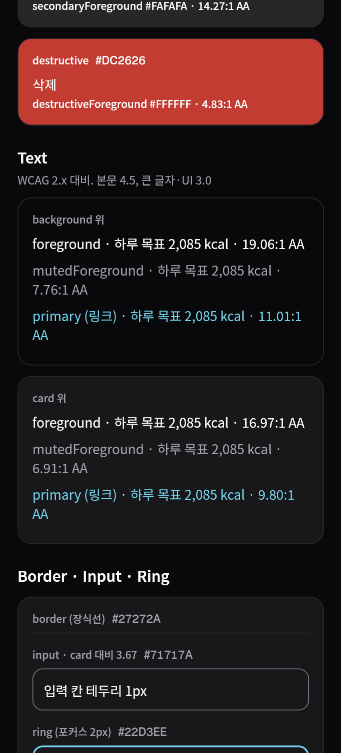 secondaryForeground #FAFAFA · 14.27:1 AA
destructive #DC2626
삭제
destructiveForeground #FFFFFF · 4.83:1 AA
Text
WCAG 2.x 대비. 본문 4.5, 큰 글자 · UI 3.0
background 위
foreground · 하루 목표 2,085 kcal · 19.06:1 AA
mutedForeground · 하루 목표 2,085 kcal ·
7.76:1 AA
primary (링크) · 하루 목표 2,085 kcal · 11.01:1
AA
card 위
foreground · 하루 목표 2,085 kcal · 16.97:1 AA
mutedForeground · 하루 목표 2,085 kcal ·
6.91:1 AA
primary (링크) · 하루 목표 2,085 kcal · 9.80:1
AA
Border · Input · Ring
border (장식선) #27272A
input · card 대비 3.67 #71717A
입력 칸 테두리 1px
ring (포커스 2px) #22D3EE